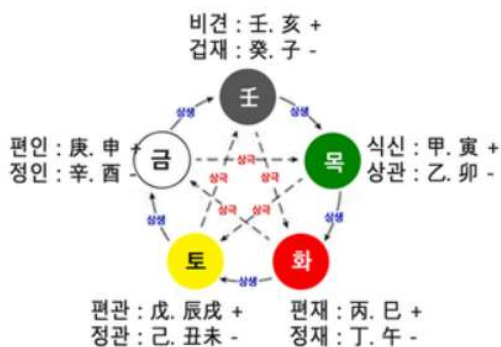 비견 : 壬. 亥 +
겁재 : 癸. 子 -
壬
상생
상생
편인 : 庚. 申 +
정인 : 辛. 酉 -
금
상극
목
식신 : 甲. 寅 +
상관 : 乙. 卯 -
상극
상극
상극
상극
상생
상생
토
상생
화
편관 : 戊. 辰戌 +
정관 : 己. 丑未 -
편재 : 丙. 巳 +
정재 : 丁. 午 -